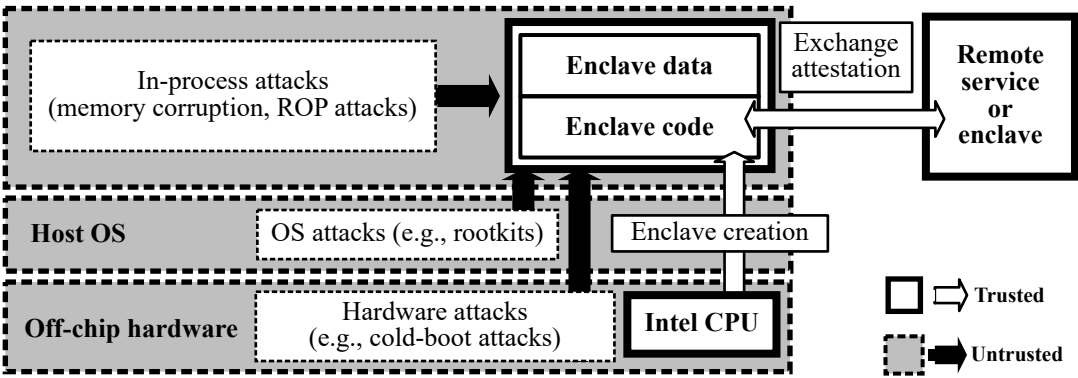 In-process attacks
(memory corruption, ROP attacks)
Enclave data
Enclave code
Exchange
attestation
Remote
service
or
enclave
Host OS
OS attacks (e.g., rootkits)
Enclave creation
Off-chip hardware
Hardware attacks
(e.g., cold-boot attacks)
Intel CPU
Trusted
Untrusted